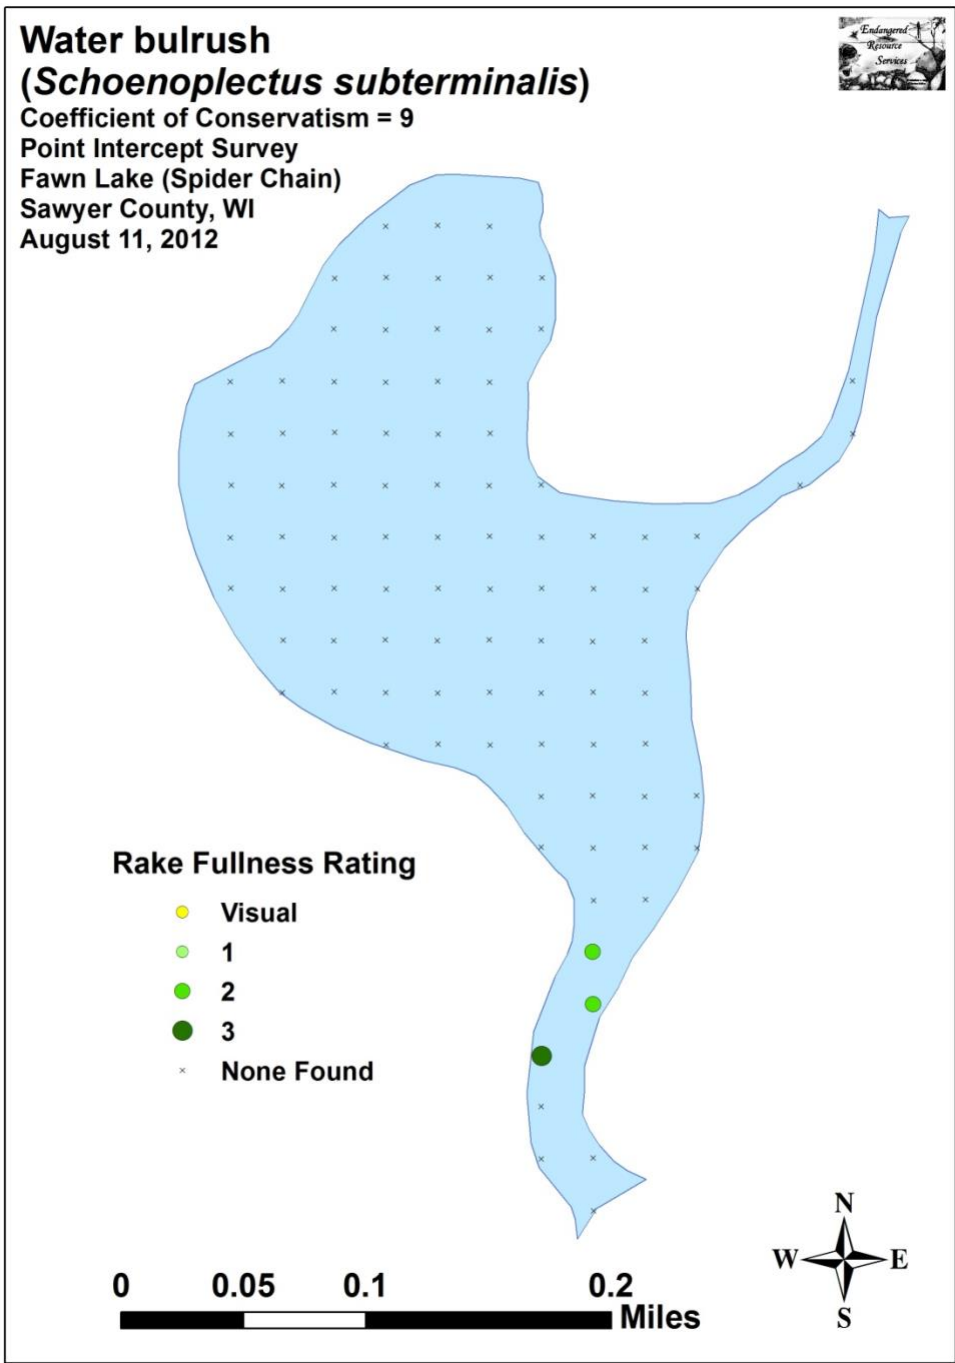 Water bulrush
(Schoenoplectus subterminalis)
Coefficient of Conservatism = 9
Point Intercept Survey
Fawn Lake (Spider Chain)
Sawyer County, WI
August 11, 2012
Endangered
Resource
Services
Rake Fullness Rating
Visual
1
2
3
None Found
N
W E
S
0 0.05 0.1 0.2
Miles